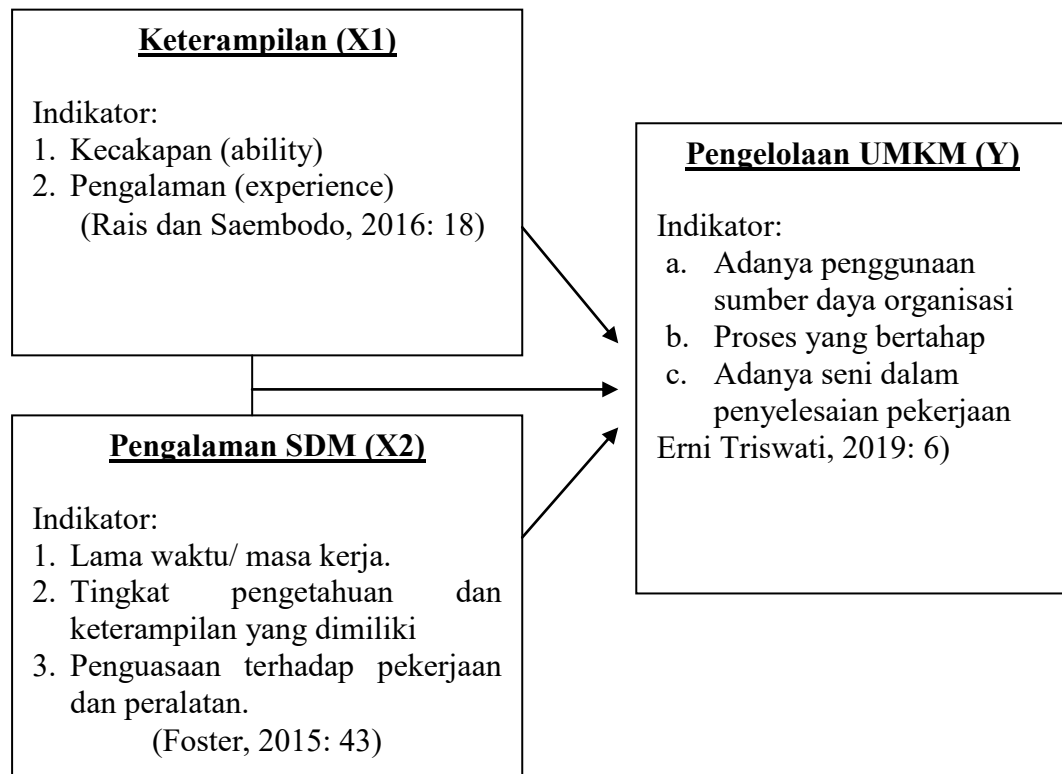 Keterampilan (X1)
Indikator:
1. Kecakapan (ability)
2. Pengalaman (experience)
(Rais dan Saembodo, 2016: 18)
Pengalaman SDM (X2)
Indikator:
1. Lama waktu/ masa kerja.
2. Tingkat pengetahuan dan
keterampilan yang dimiliki
3. Penguasaan terhadap pekerjaan
dan peralatan.
(Foster, 2015: 43)
Pengelolaan UMKM (Y)
Indikator:
a. Adanya penggunaan
sumber daya organisasi
b. Proses yang bertahap
c. Adanya seni dalam
penyelesaian pekerjaan
Erni Triswati, 2019: 6)